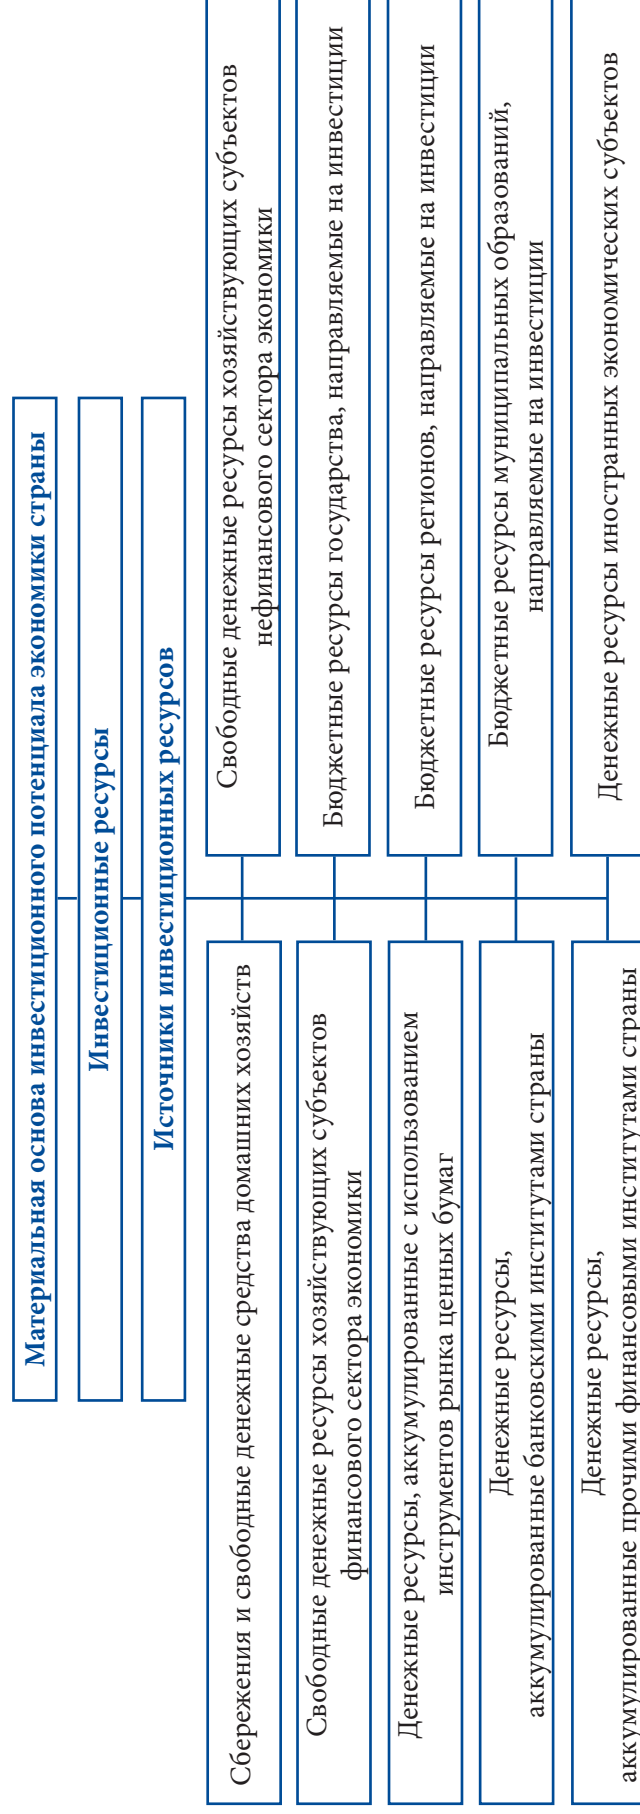 Материальная основа инвестиционного потенциала экономики страны
Инвестиционные ресурсы
Источники инвестиционных ресурсов
Сбережения и свободные денежные средства домашних хозяйств
Свободные денежные ресурсы хозяйствующих субъектов
нефинансового сектора экономики
Свободные денежные ресурсы хозяйствующих субъектов
финансового сектора экономики
Бюджетные ресурсы государства, направляемые на инвестиции
Денежные ресурсы, аккумулированные с использованием
инструментов рынка ценных бумаг
Бюджетные ресурсы регионов, направляемые на инвестиции
Денежные ресурсы,
аккумулированные банковскими институтами страны
Бюджетные ресурсы муниципальных образований,
направляемые на инвестиции
Денежные ресурсы,
аккумулированные прочими финансовыми институтами страны
Денежные ресурсы иностранных экономических субъектов